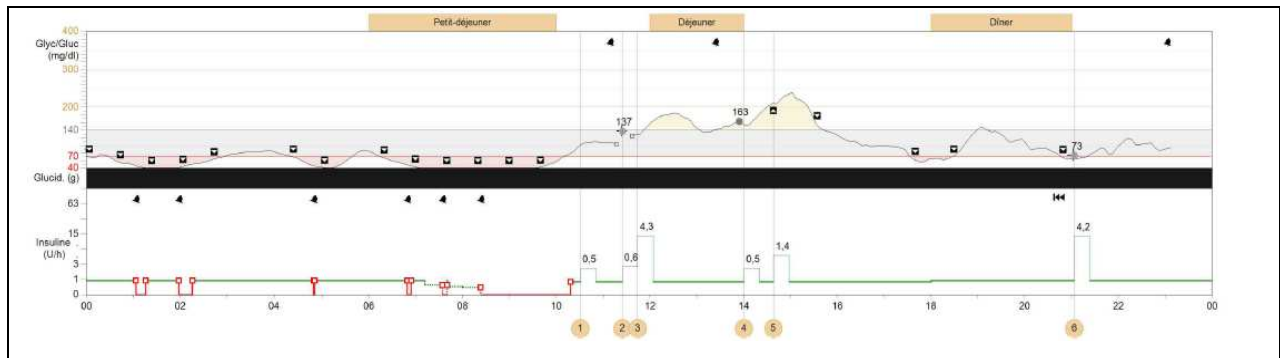 Petit-déjeuner Déjeuner Dîner
400
Glyc/Gluc
(mg/dl)
300
200
137 163
140
70 73
40
Glucid. (g)
63
15 4,3 4,2
Insuline
(U/h)
3 0,5 0,6 0,5 1,4
1
0
00 02 04 06 08 10 12 14 16 18 20 22 00
1 2 3 4 5 6